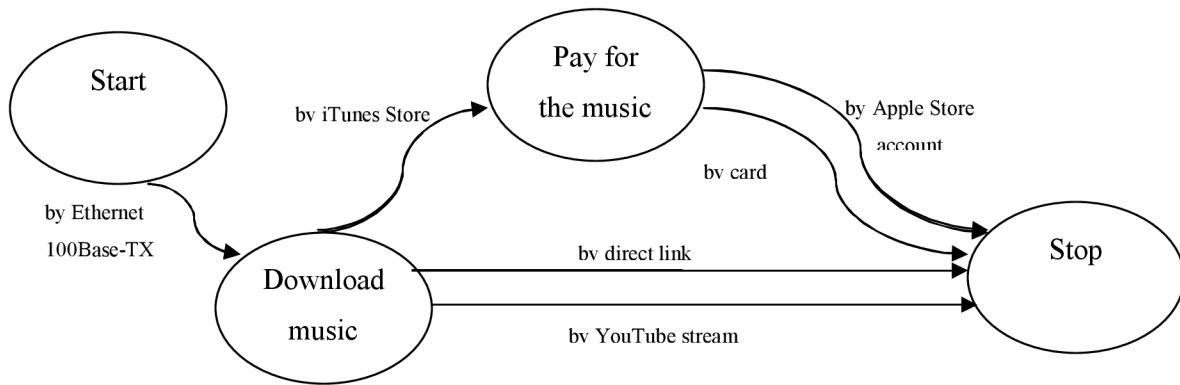 Start
Pay for
the music
by iTunes Store
by Apple Store
account
by card
by Ethernet
100Base-TX
Download
music
by direct link
Stop
by YouTube stream